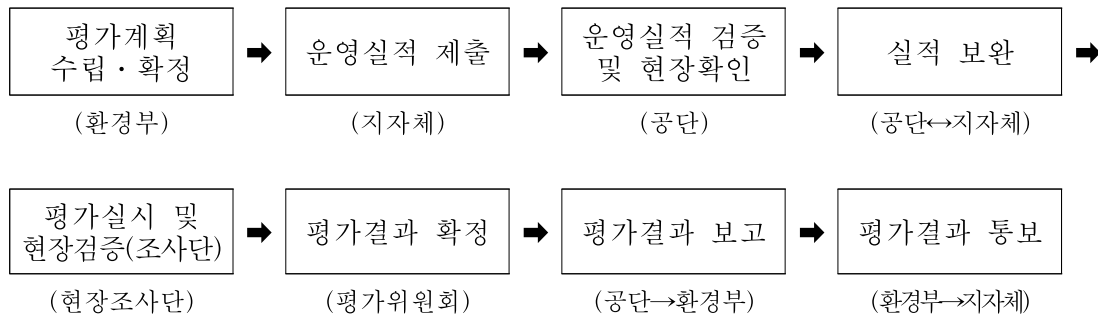 평가계획
수립·확정
➡
운영실적 제출
➡
운영실적 검증
및 현장확인
➡
실적 보완
➡
(환경부)
(지자체)
(공단)
(공단↔지자체)
평가실시 및
현장검증(조사단)
➡
평가결과 확정
➡
평가결과 보고
➡
평가결과 통보
(현장조사단)
(평가위원회)
(공단→환경부)
(환경부→지자체)